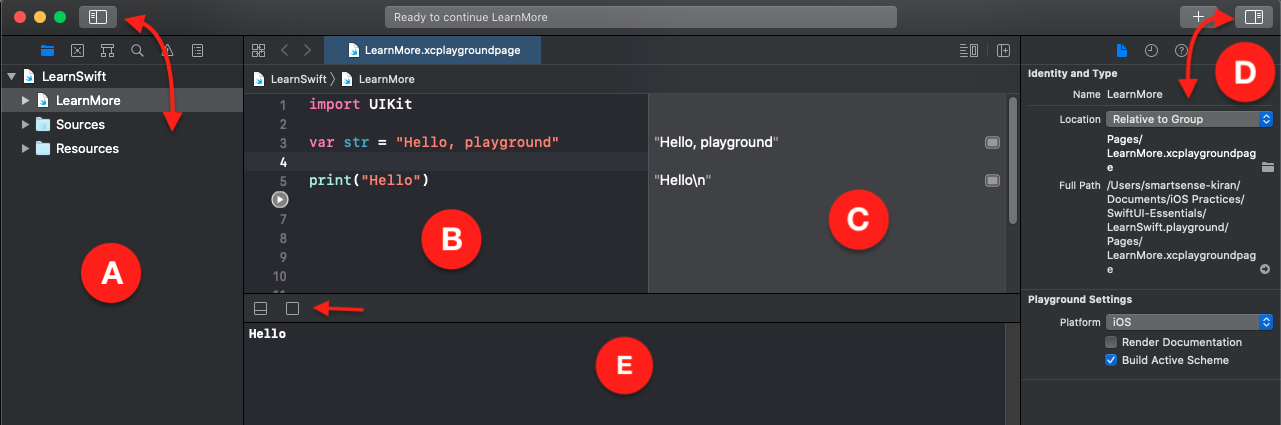 Ready to continue LearnMore
LearnMore.xcplaygroundpage
LearnSwift
LearnMore
Sources
Resources
A
LearnSwift 〉 LearnMore
1 import UIKit
2
3 var str = "Hello, playground"
4
5 print("Hello")
7
8
9
10
11
"Hello, playground"
"Hello\n"
B
C
Hello
E
D
Identity and Type
Name LearnMore
Location Relative to Group
Pages/
LearnMore.xcplaygroundpag
e
Full Path /Users/smartsense-kiran/
Documents/iOS Practices/
SwiftUI-Essentials/
LearnSwift.playground/
Pages/
LearnMore.xcplaygroundpag
e
Playground Settings
Platform iOS
Render Documentation
Build Active Scheme